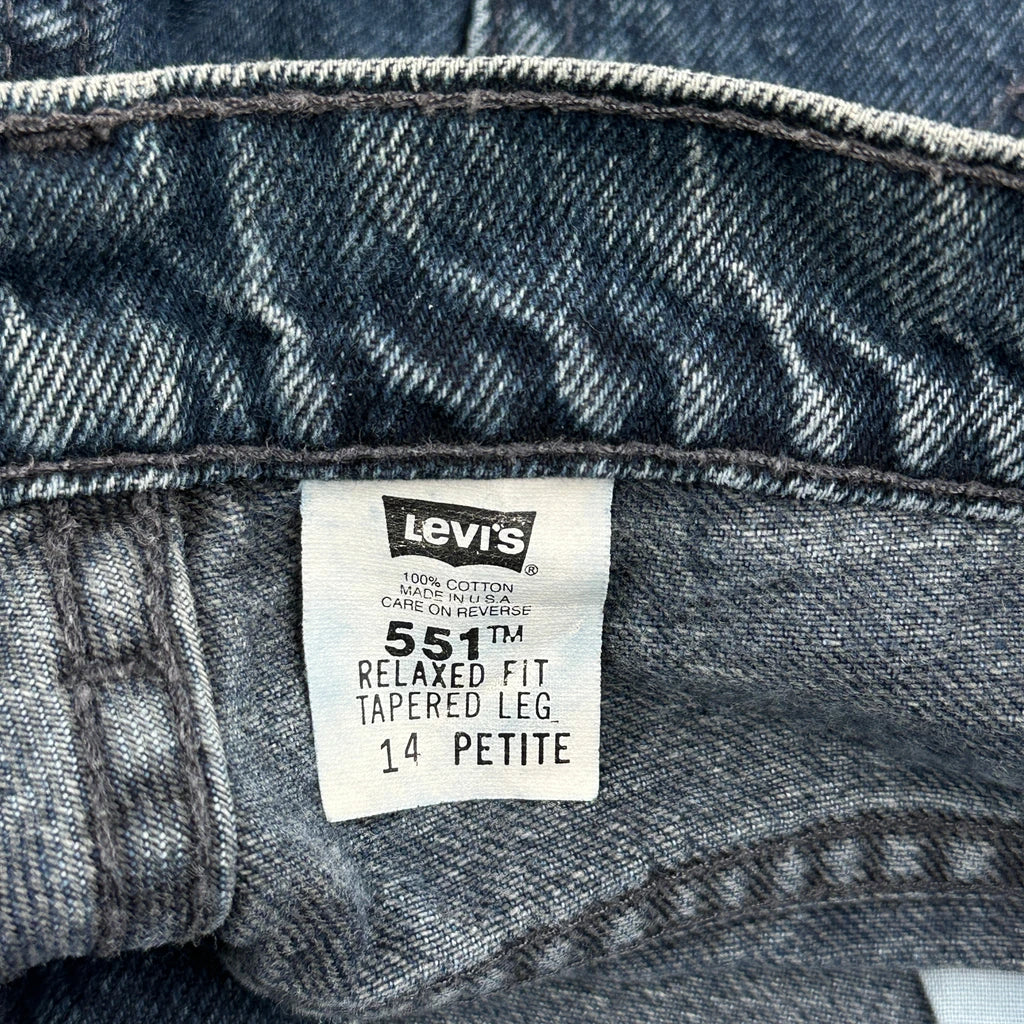 Levi's®
100% COTTON
MADE IN U.S.A
CARE ON REVERSE
551™
RELAXED FIT
TAPERED LEG
14 PETITE